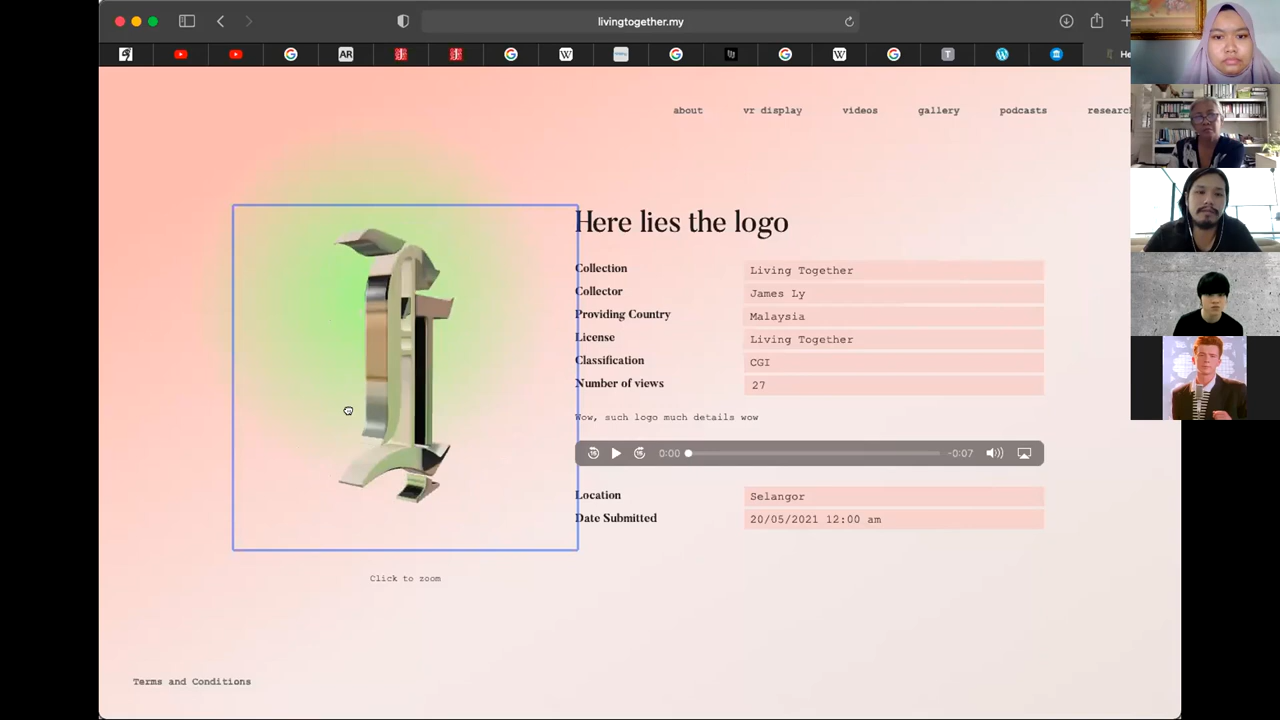 livingtogether.my
about vr display videos gallery podcasts
Here lies the logo
Collection Living Together
Collector James Ly
Providing Country Malaysia
License Living Together
Classification CGI
Number of views 27
Wow, such logo much details wow
0:00 -0:07
Location Selangor
Date Submitted 20/05/2021 12:00 am
Click to zoom
Terms and Conditions